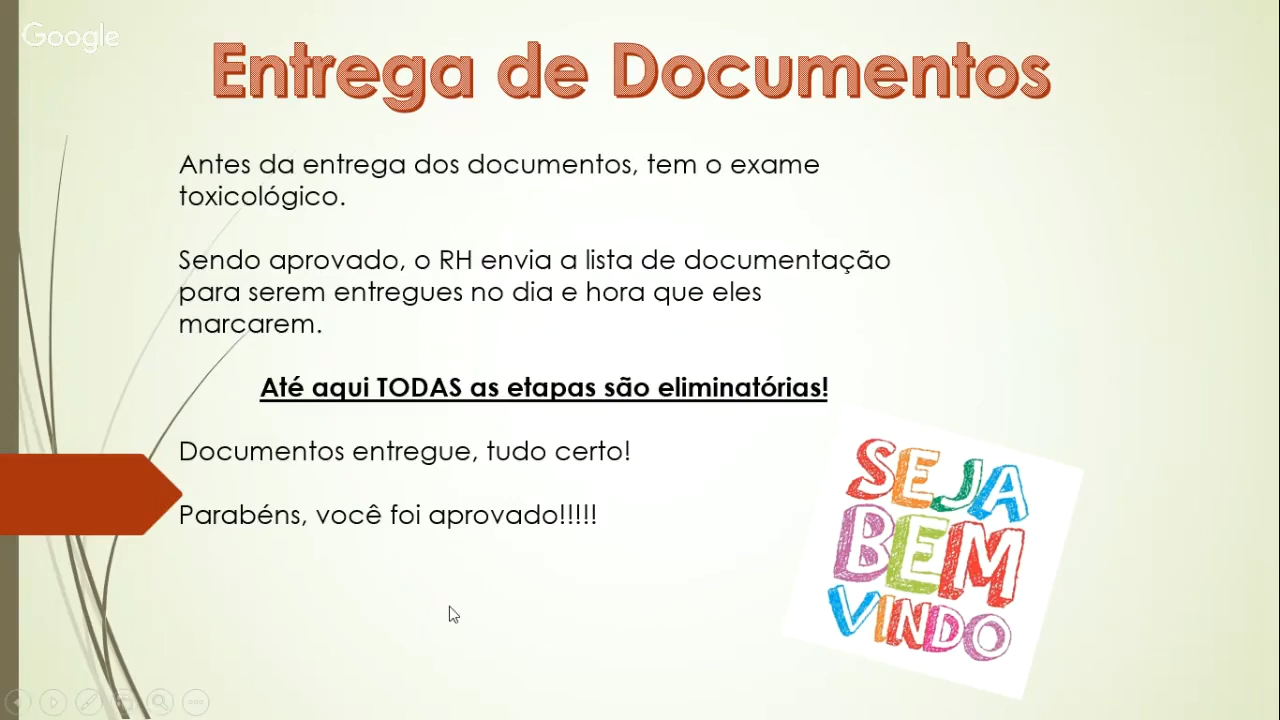 Google
Entrega de Documentos
Antes da entrega dos documentos, tem o exame
toxicológico.
Sendo aprovado, o RH envia a lista de documentação
para serem entregues no dia e hora que eles
marcarem.
Até aqui TODAS as etapas são eliminatórias!
Documentos entregue, tudo certo!
Parabéns, você foi aprovado!!!!!
SEJA
BEM
VINDO